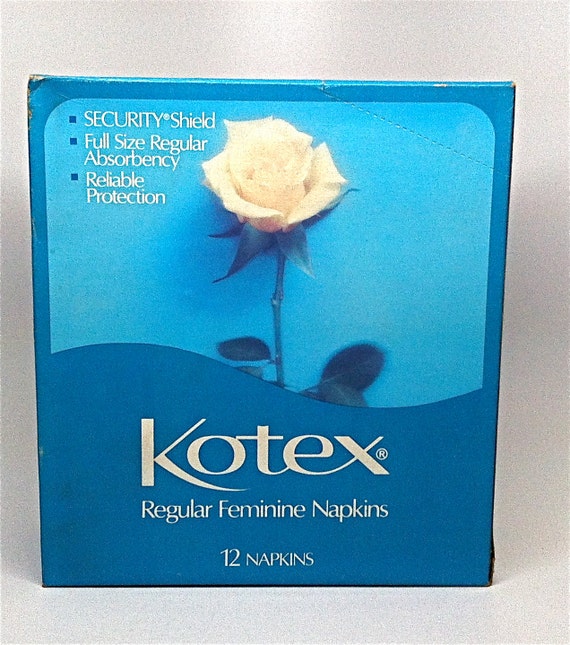 ▪ SECURITY® Shield
▪ Full Size Regular
Absorbency
▪ Reliable
Protection
Kotex®
Regular Feminine Napkins
12 NAPKINS